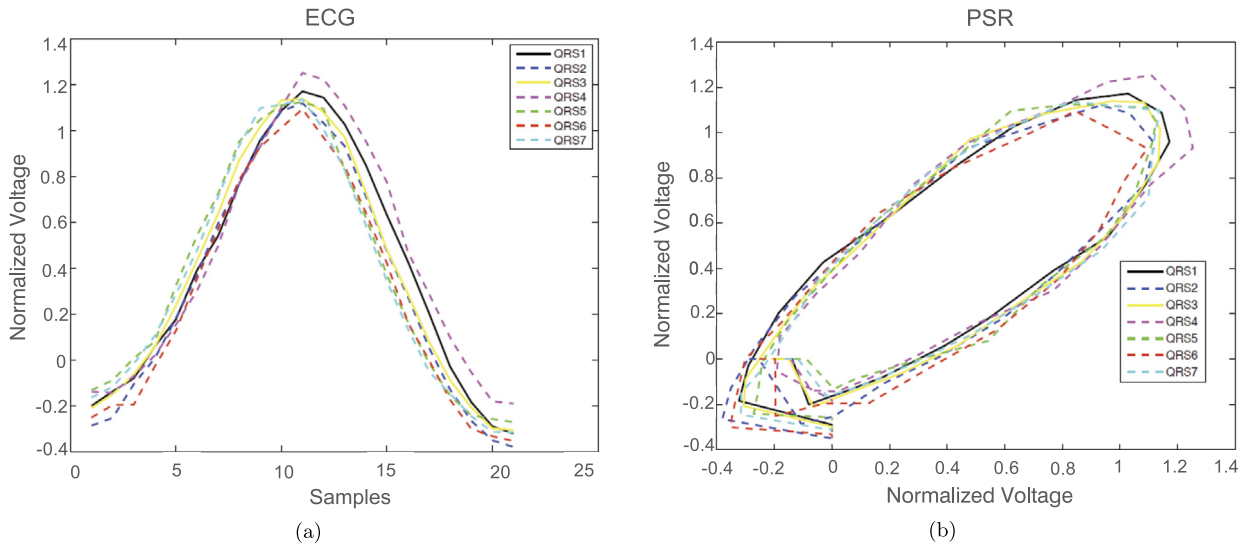 ECG
Normalized Voltage
1.4
1.2
1
0.8
0.6
0.4
0.2
0
-0.2
-0.4
0
5
10
15
20
25
Samples
QRS1
QRS2
QRS3
QRS4
QRS5
QRS6
QRS7
(a)
PSR
Normalized Voltage
1.4
1.2
1
0.8
0.6
0.4
0.2
0
-0.2
-0.4
-0.4
-0.2
0
0.2
0.4
0.6
0.8
1
1.2
1.4
Normalized Voltage
QRS1
QRS2
QRS3
QRS4
QRS5
QRS6
QRS7
(b)